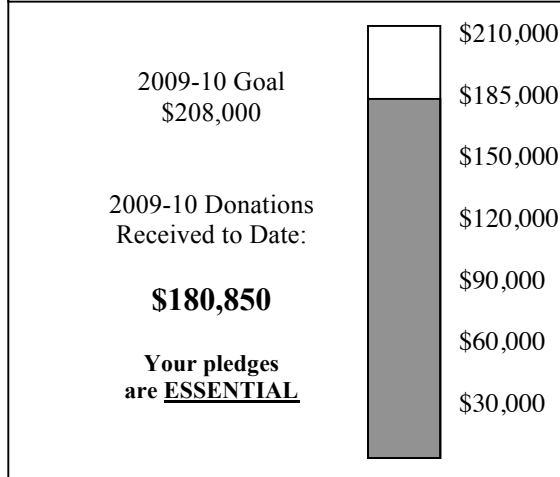 2009-10 Goal
$208,000
2009-10 Donations
Received to Date:
$180,850
Your pledges
are ESSENTIAL
$210,000
$185,000
$150,000
$120,000
$90,000
$60,000
$30,000